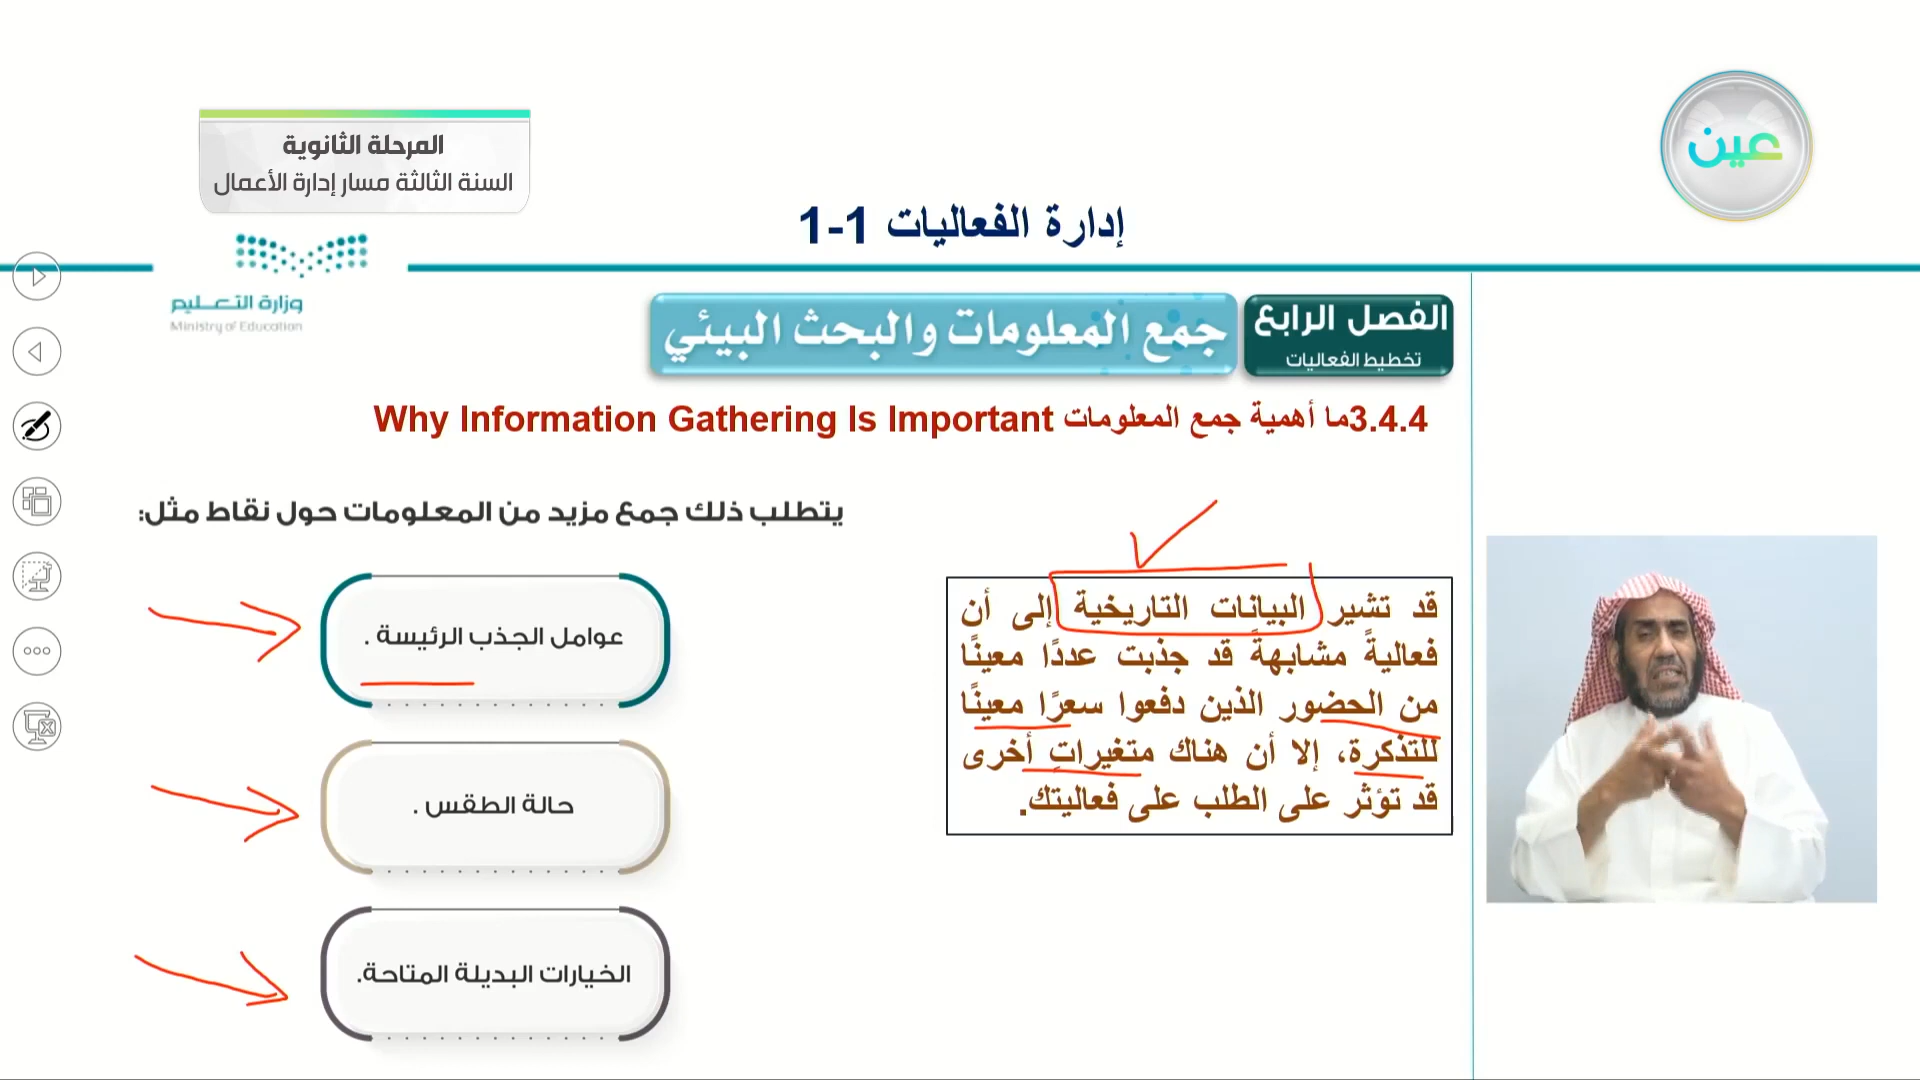 المرحلة الثانوية
السنة الثالثة مسار إدارة الأعمال
عين
إدارة الفعاليات 1-1
وزارة التعليم
Ministry of Education
الفصل الرابع
تخطيط الفعاليات
جمع المعلومات والبحث البيئي
3.4.4ما أهمية جمع المعلومات Why Information Gathering Is Important
قد تشير البيانات التاريخية إلى أن
فعاليةً مشابهةً قد جذبت عددًا معينًا
من الحضور الذين دفعوا سعرًا معينًا
للتذكرة، إلا أن هناك متغيراتٍ أخرى
قد تؤثر على الطلب على فعاليتك.
يتطلب ذلك جمع مزيد من المعلومات حول نقاط مثل:
عوامل الجذب الرئيسة .
حالة الطقس .
الخيارات البديلة المتاحة.